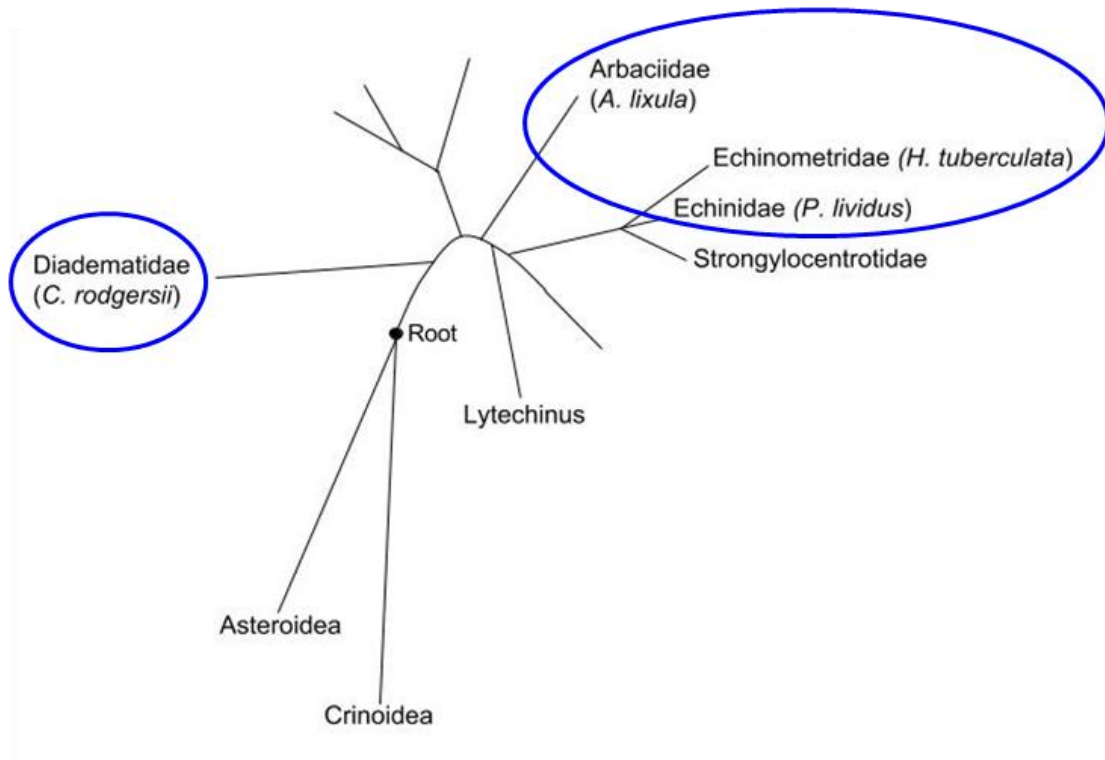 Arbaciidae
(A. lixula)
Echinometridae (H. tuberculata)
Echinidae (P. lividus)
Strongylocentrotidae
Diadematidae
(C. rodgersii)
Root
Lytechinus
Asteroidea
Crinoidea